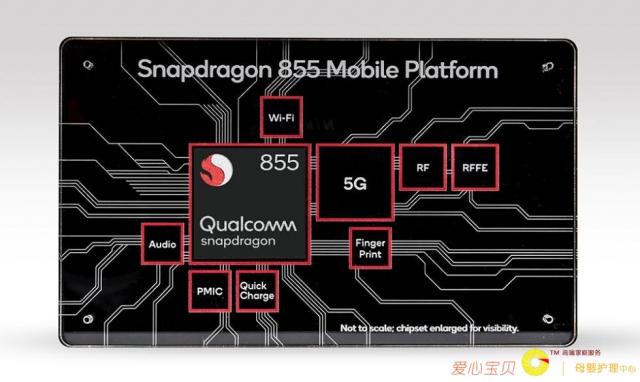 Snapdragon 855 Mobile Platform
Wi-Fi
855
Qualcomm
snapdragon
5G
RF
RFFE
Audio
Finger
Print
PMIC
Quick
Charge
Not to scale; chipset enlarged for visibility.
爱心宝贝
TM 高端家庭服务
母婴护理中心